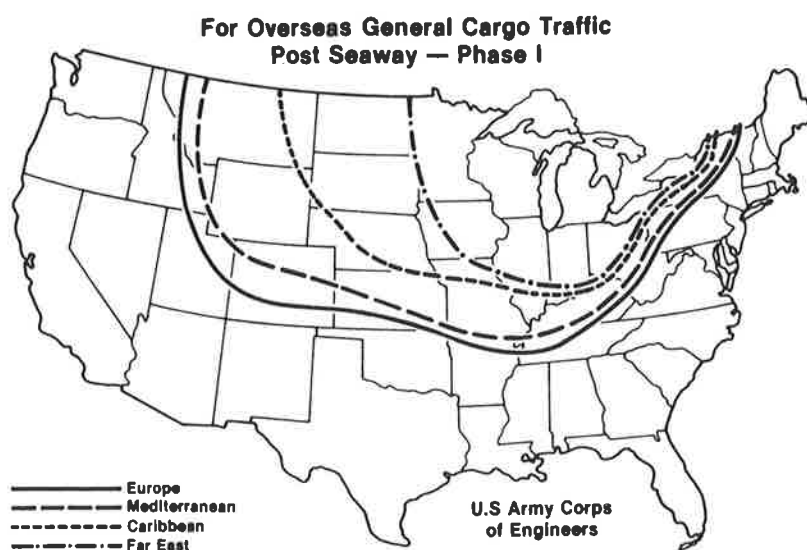 For Overseas General Cargo Traffic
Post Seaway — Phase I
Europe
Mediterranean
Caribbean
Far East
U.S Army Corps
of Engineers